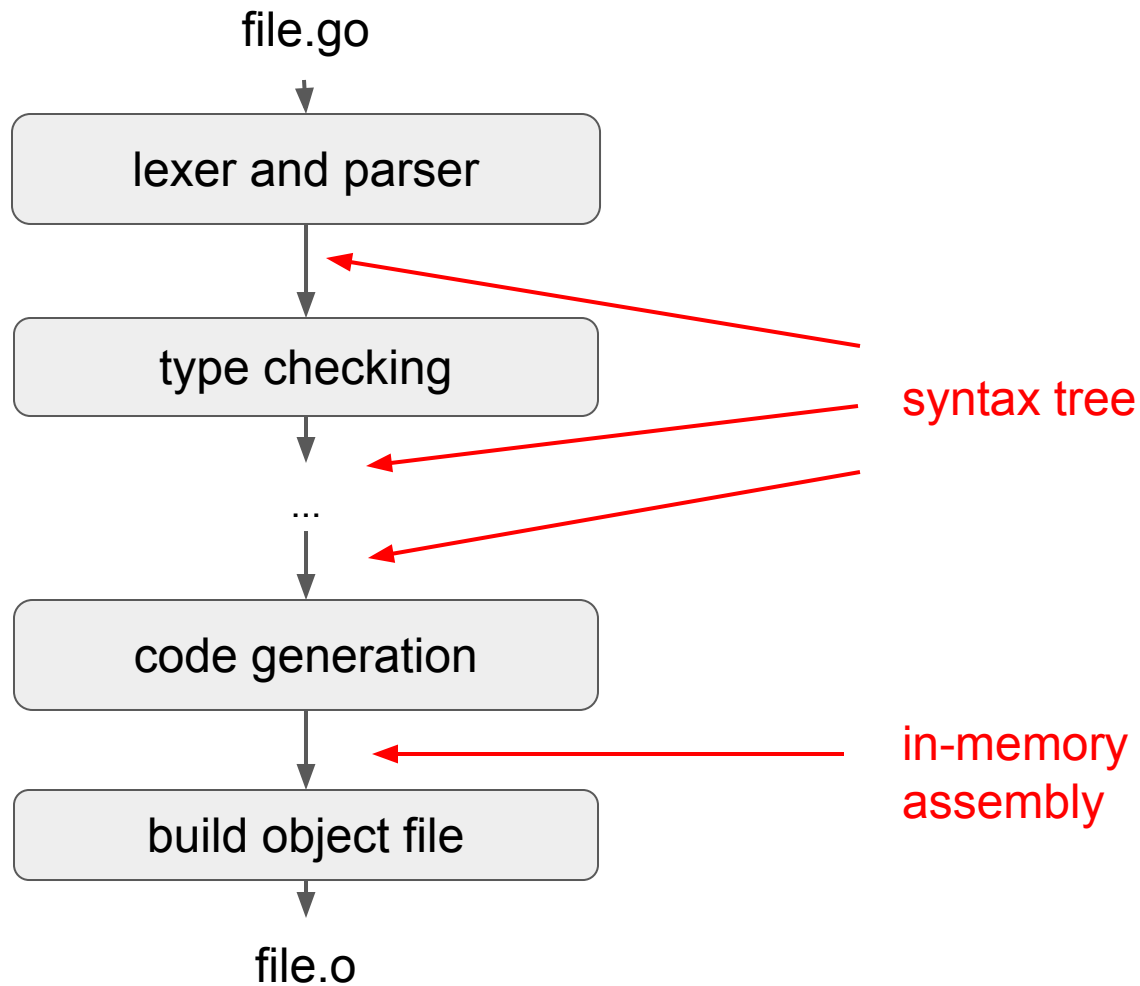 file.go
lexer and parser
type checking
syntax tree
...
code generation
in-memory
assembly
build object file
file.o